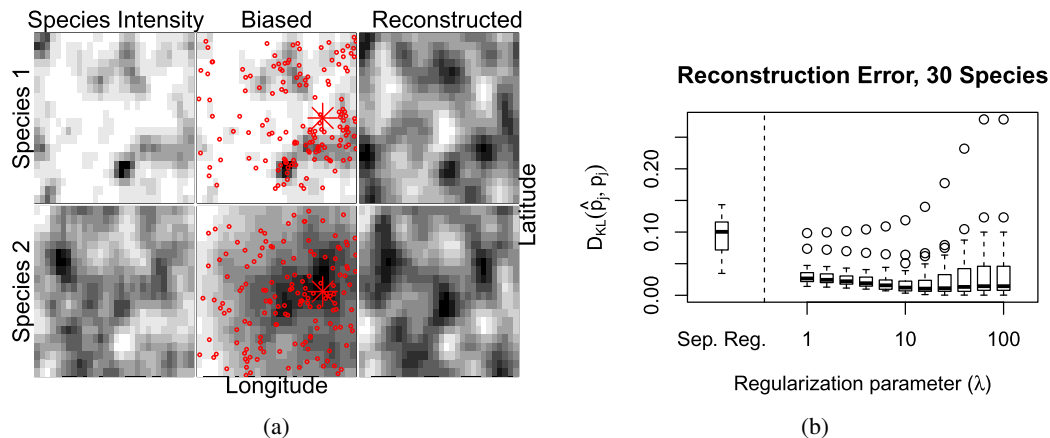 Species Intensity
Biased
Reconstructed
Species 1
Species 2
Latitude
Longitude
(a)
Reconstruction Error, 30 Species
D_KL(p̂_j, p_j)
0.20
0.10
0.00
Sep. Reg.
1
10
100
Regularization parameter (λ)
(b)